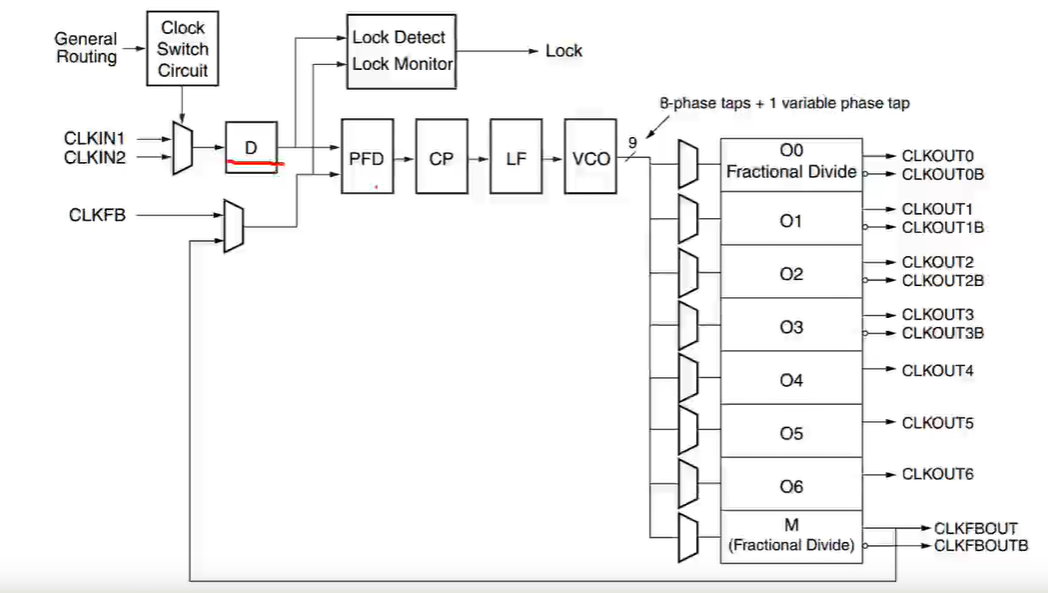 General
Routing
Clock
Switch
Circuit
Lock Detect
Lock Monitor
Lock
CLKIN1
CLKIN2
D
PFD
CP
LF
VCO
9
8-phase taps + 1 variable phase tap
CLKFB
O0
Fractional Divide
CLKOUT0
CLKOUT0B
O1
CLKOUT1
CLKOUT1B
O2
CLKOUT2
CLKOUT2B
O3
CLKOUT3
CLKOUT3B
O4
CLKOUT4
O5
CLKOUT5
O6
CLKOUT6
M
(Fractional Divide)
CLKFBOUT
CLKFBOUTB